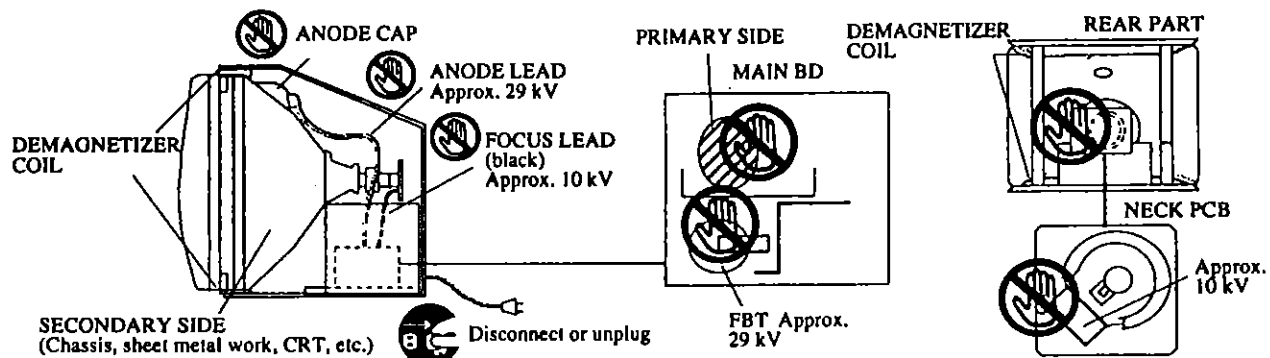 ANODE CAP
ANODE LEAD
Approx. 29 kV
FOCUS LEAD
(black)
Approx. 10 kV
DEMAGNETIZER
COIL
SECONDARY SIDE
(Chassis, sheet metal work, CRT, etc.)
Disconnect or unplug
PRIMARY SIDE
MAIN BD
FBT Approx.
29 kV
DEMAGNETIZER
COIL
REAR PART
NECK PCB
Approx.
10 kV